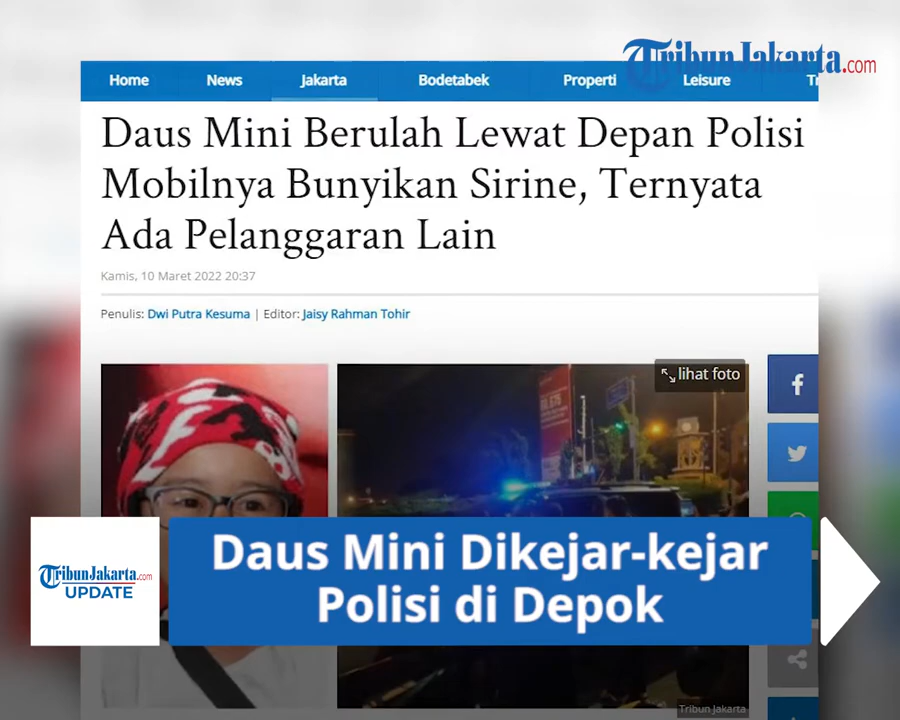 TribunJakarta.com
Home News Jakarta Bodetabek Properti Leisure Tr
Daus Mini Berulah Lewat Depan Polisi
Mobilnya Bunyikan Sirine, Ternyata
Ada Pelanggaran Lain
Kamis, 10 Maret 2022 20:37
Penulis: Dwi Putra Kesuma | Editor: Jaisy Rahman Tohir
lihat foto
TribunJakarta.com
UPDATE
Daus Mini Dikejar-kejar
Polisi di Depok
Tribun Jakarta